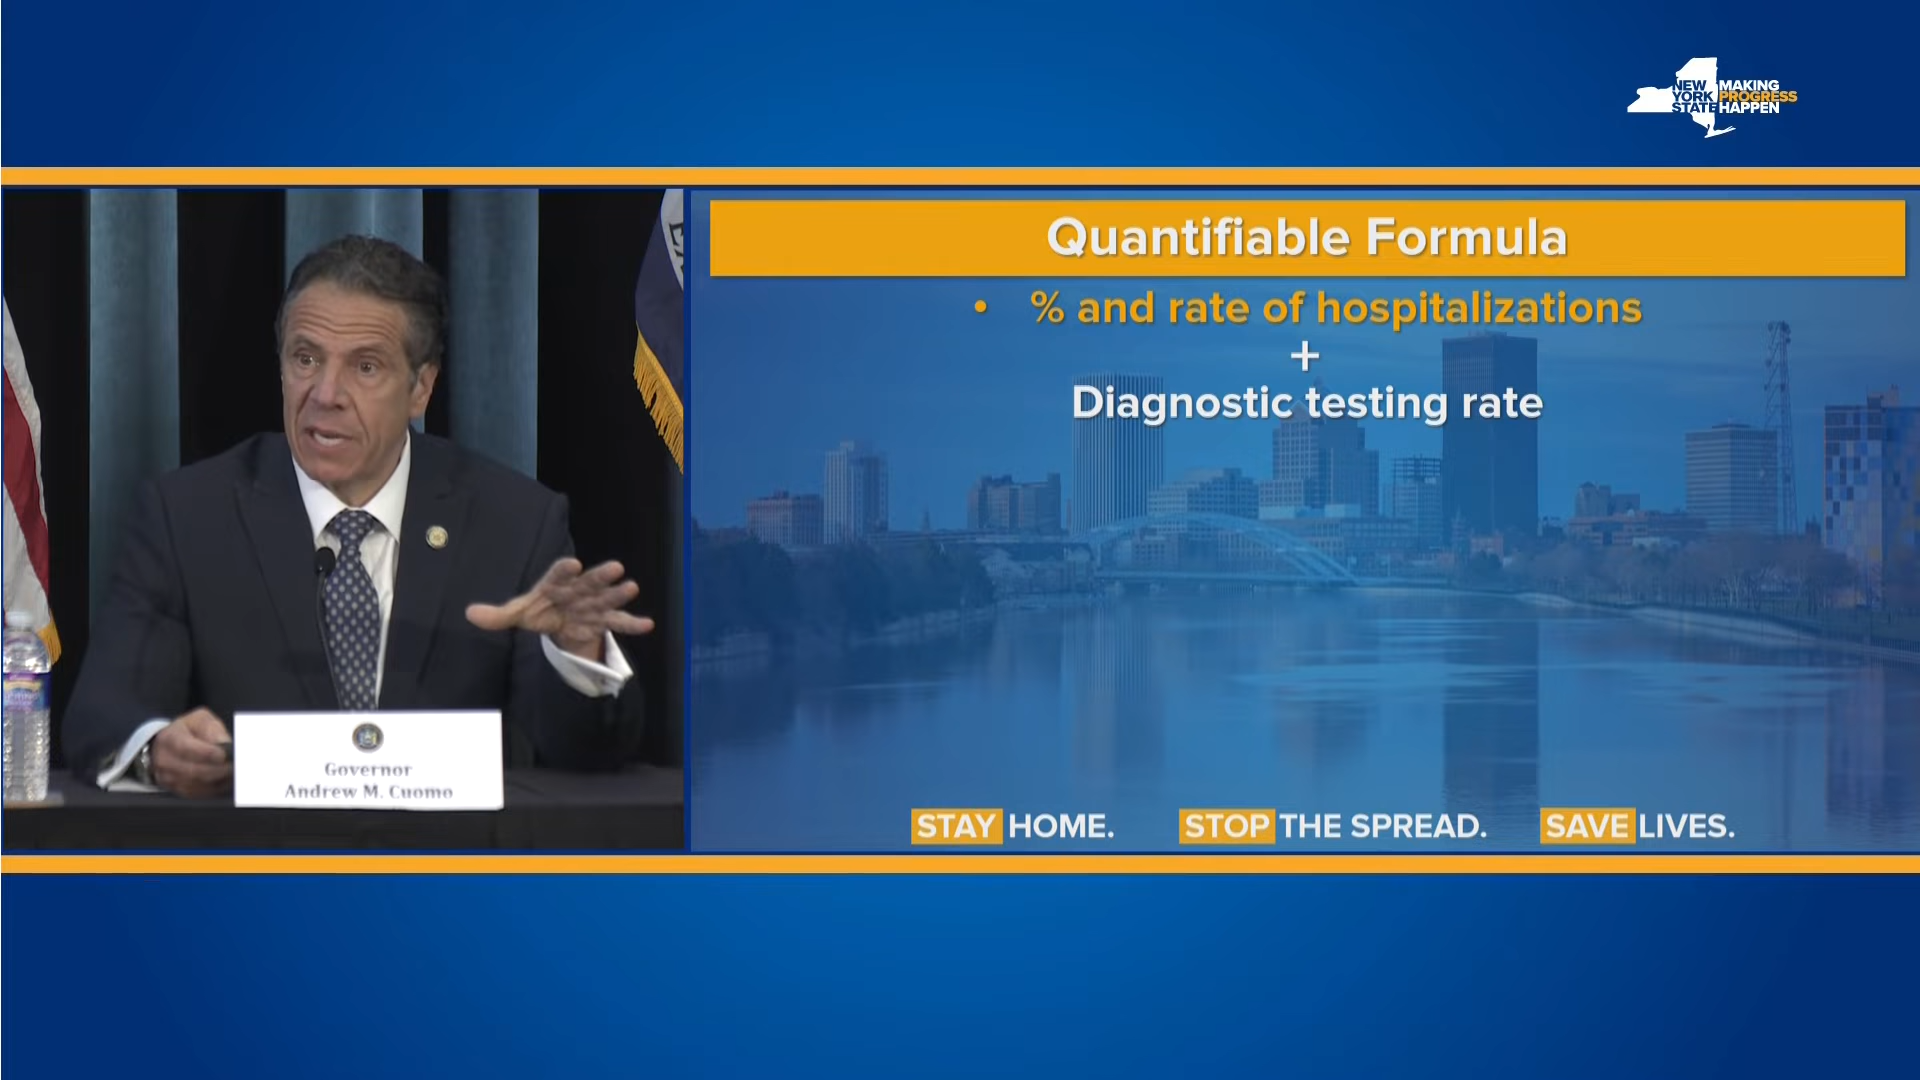 NEW YORK STATE
MAKING PROGRESS HAPPEN
Quantifiable Formula
• % and rate of hospitalizations
+
Diagnostic testing rate
STAY HOME. STOP THE SPREAD. SAVE LIVES.
Governor
Andrew M. Cuomo